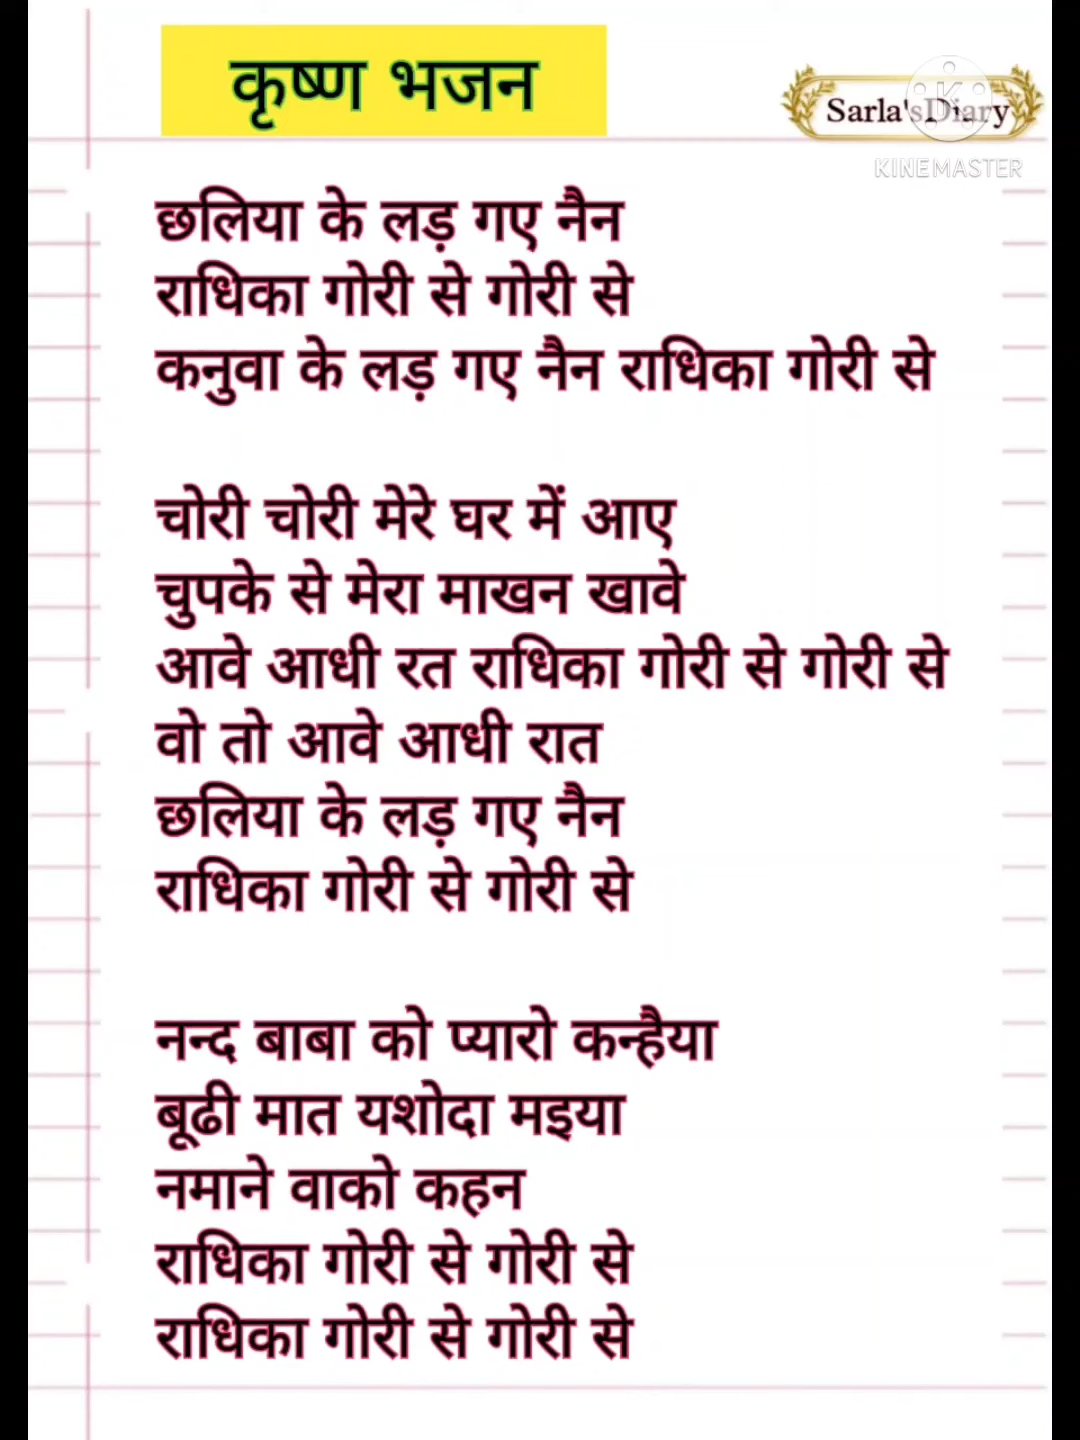 कृष्ण भजन
Sarla'sDiary
KINEMASTER
छलिया के लड़ गए नैन
राधिका गोरी से गोरी से
कनुवा के लड़ गए नैन राधिका गोरी से
चोरी चोरी मेरे घर में आए
चुपके से मेरा माखन खावे
आवे आधी रत राधिका गोरी से गोरी से
वो तो आवे आधी रात
छलिया के लड़ गए नैन
राधिका गोरी से गोरी से
नन्द बाबा को प्यारो कन्हैया
बूढी मात यशोदा मइया
नमाने वाको कहन
राधिका गोरी से गोरी से
राधिका गोरी से गोरी से